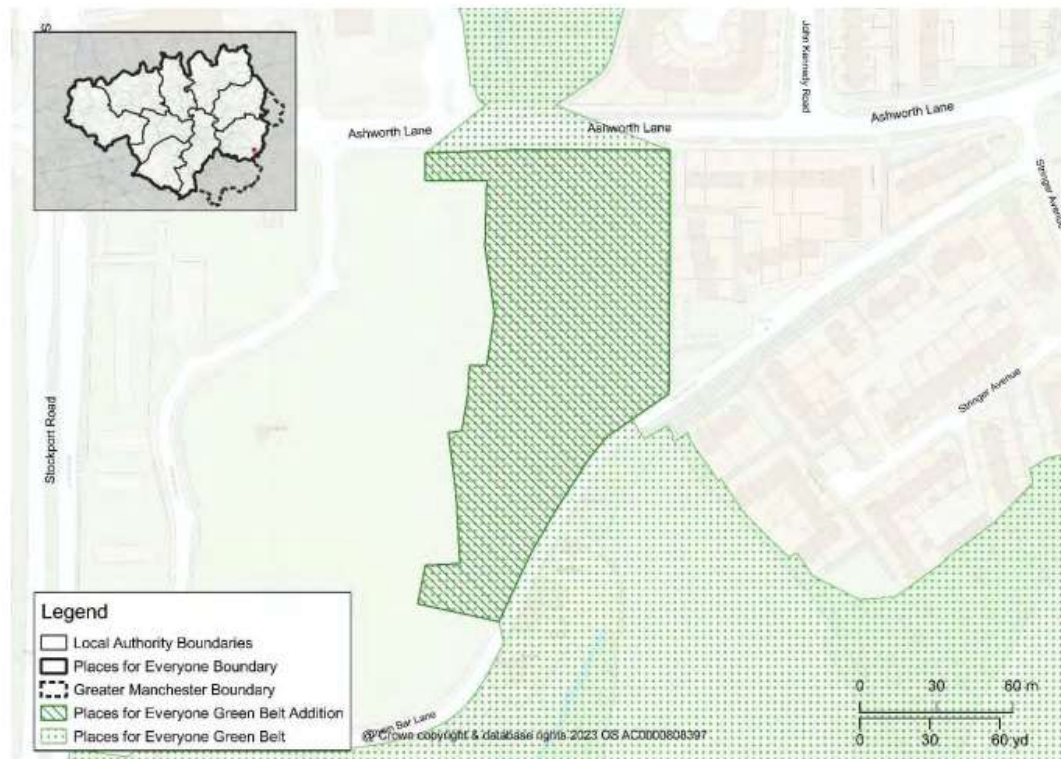 Ashworth Lane
Ashworth Lane
Ashworth Lane
John Kennedy Road
Stringer Avenue
Stringer Avenue
Stockport Road
Legend
Local Authority Boundaries
Places for Everyone Boundary
Greater Manchester Boundary
Places for Everyone Green Belt Addition
Places for Everyone Green Belt
Bar Lane
@ Crown copyright & database rights 2023 OS AC0000808397
0 30 60 m
0 30 60 yd